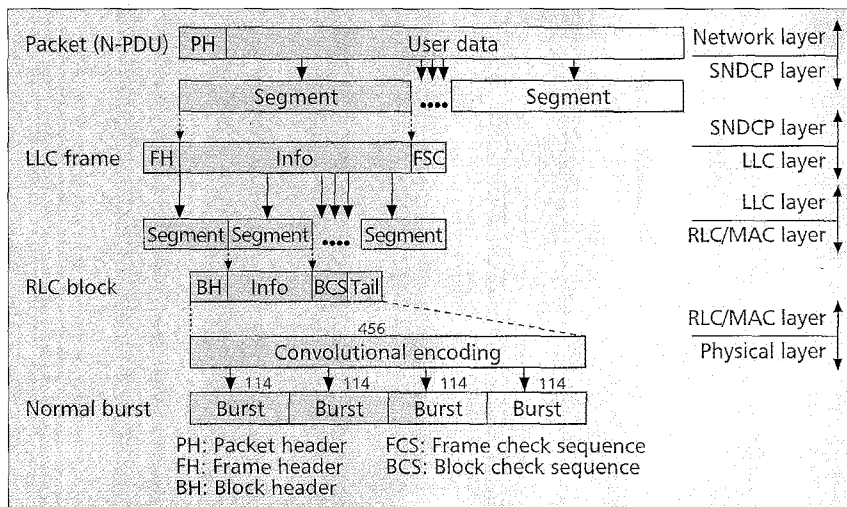 Packet (N-PDU) PH User data Network layer
SNDCP layer
Segment •••• Segment
SNDCP layer
LLC frame FH Info FSC LLC layer
LLC layer
Segment Segment •••• Segment RLC/MAC layer
RLC block BH Info BCS Tail
456 RLC/MAC layer
Convolutional encoding Physical layer
114 114 114 114
Normal burst Burst Burst Burst Burst
PH: Packet header FCS: Frame check sequence
FH: Frame header BCS: Block check sequence
BH: Block header